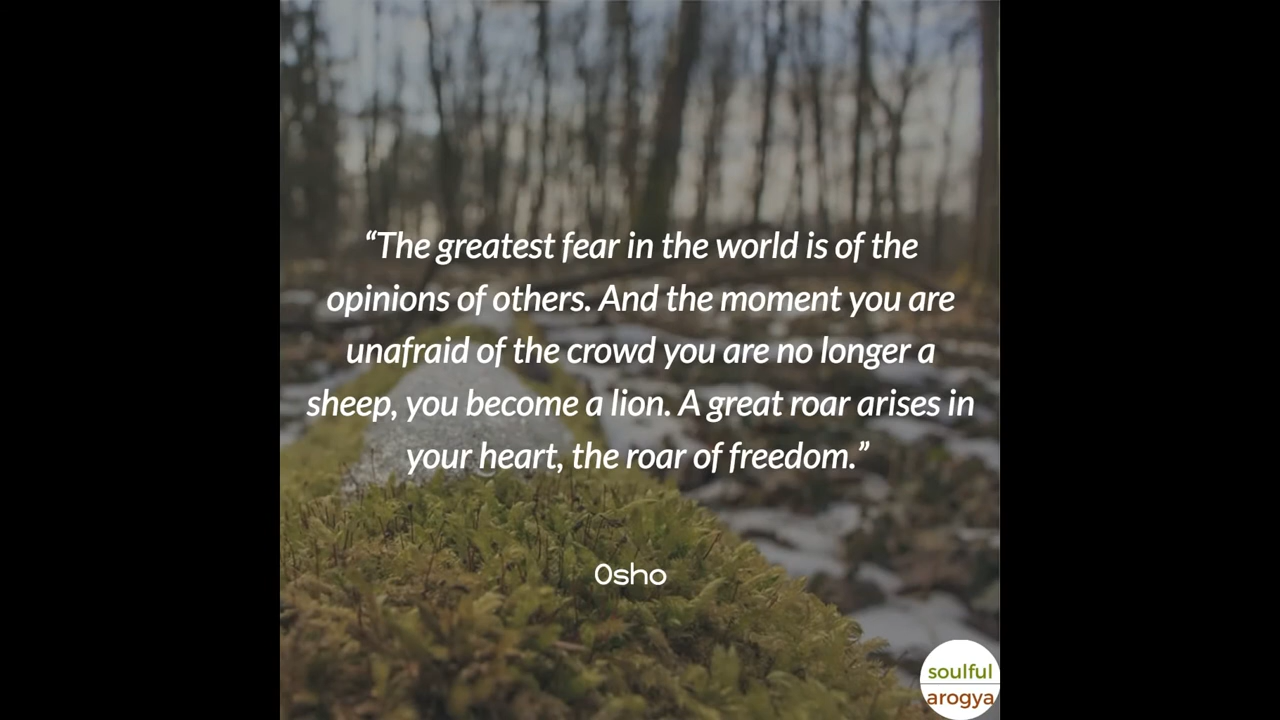 “The greatest fear in the world is of the
opinions of others. And the moment you are
unafraid of the crowd you are no longer a
sheep, you become a lion. A great roar arises in
your heart, the roar of freedom.”
Osho
soulful
arogya